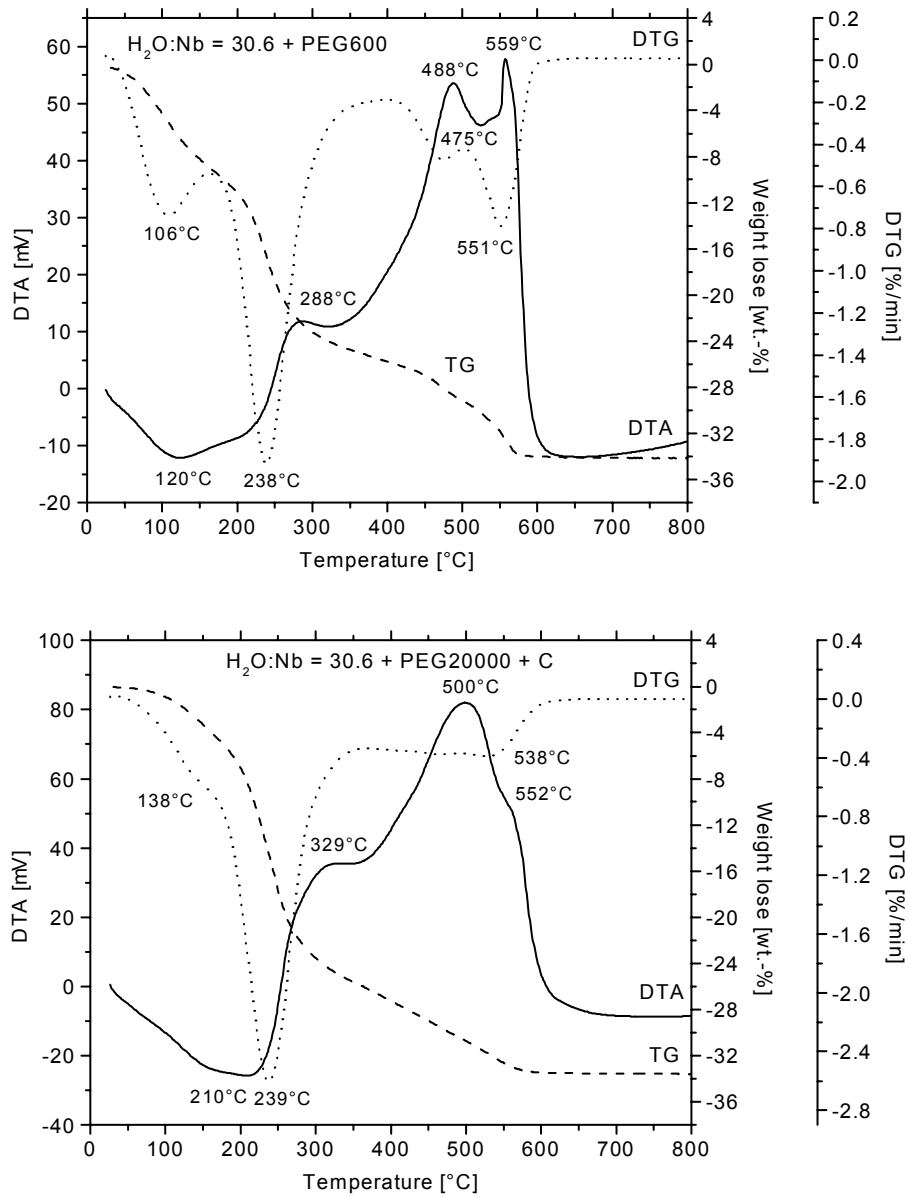 H₂O:Nb = 30.6 + PEG600
559°C
DTG
488°C
475°C
106°C
551°C
288°C
TG
DTA
120°C
238°C
DTA [mV]
60
50
40
30
20
10
0
-10
-20
0 100 200 300 400 500 600 700 800
Temperature [°C]
4
0
-4
-8
-12
-16
-20
-24
-28
-32
-36
Weight lose [wt.-%]
0.2
0.0
-0.2
-0.4
-0.6
-0.8
-1.0
-1.2
-1.4
-1.6
-1.8
-2.0
DTG [%/min]
H₂O:Nb = 30.6 + PEG20000 + C
500°C
DTG
538°C
138°C
552°C
329°C
DTA
TG
210°C 239°C
DTA [mV]
100
80
60
40
20
0
-20
-40
0 100 200 300 400 500 600 700 800
Temperature [°C]
4
0
-4
-8
-12
-16
-20
-24
-28
-32
-36
Weight lose [wt.-%]
0.4
0.0
-0.4
-0.8
-1.2
-1.6
-2.0
-2.4
-2.8
DTG [%/min]